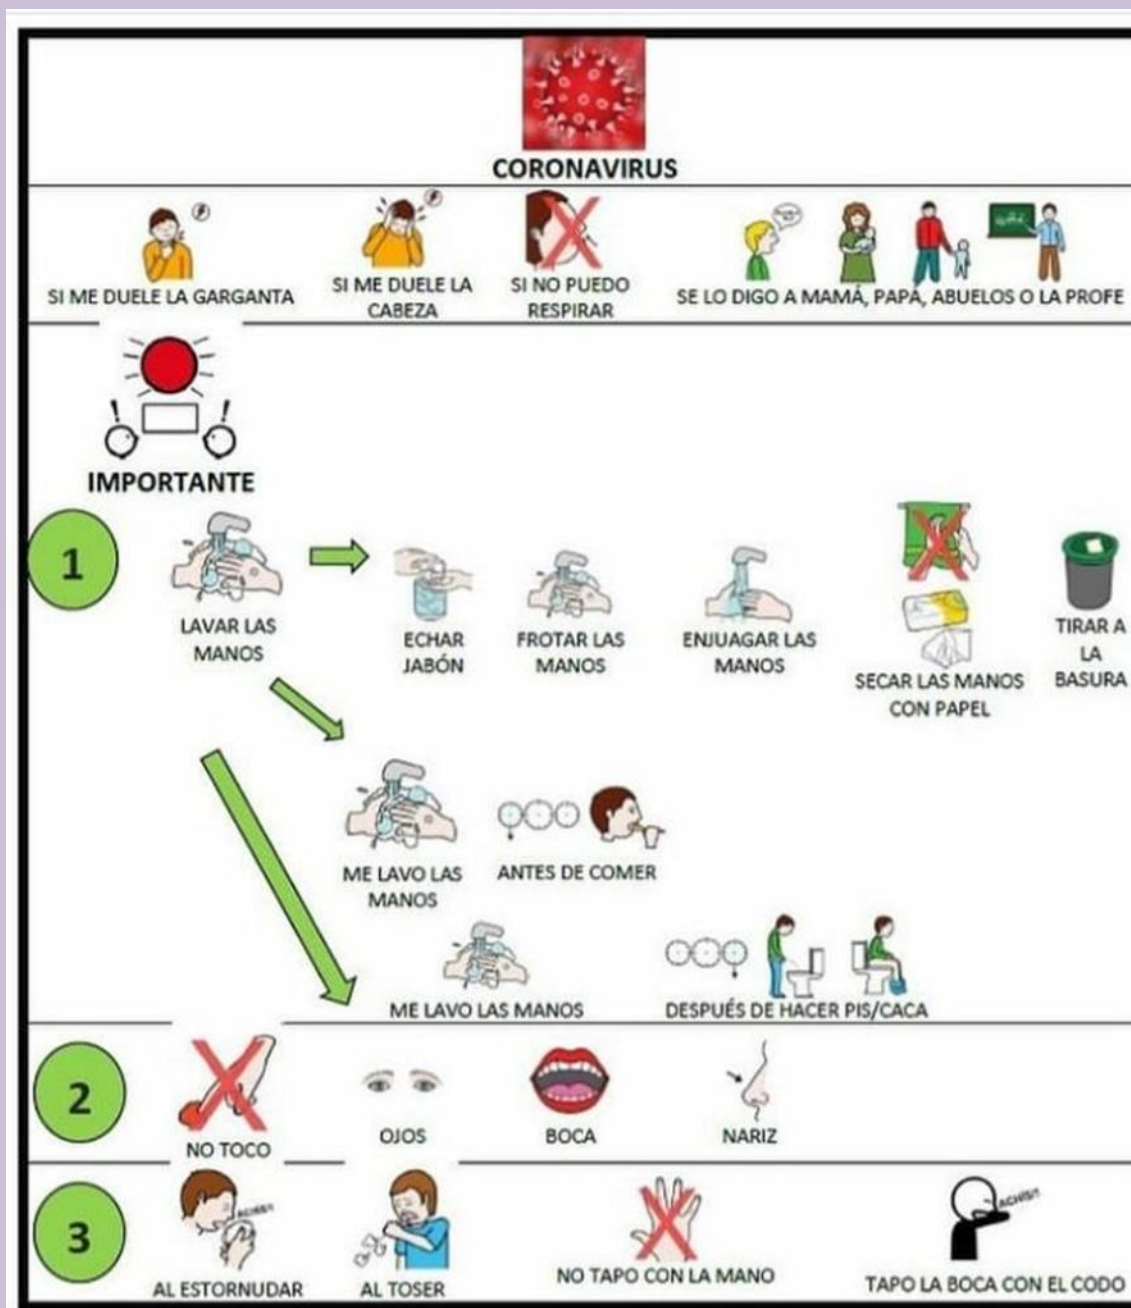 CORONAVIRUS
SI ME DUELE LA GARGANTA
SI ME DUELE LA
CABEZA
SI NO PUEDO
RESPIRAR
SE LO DIGO A MAMÁ, PAPÁ, ABUELOS O LA PROFE
IMPORTANTE
1
LAVAR LAS
MANOS
ECHAR
JABÓN
FROTAR LAS
MANOS
ENJUAGAR LAS
MANOS
SECAR LAS MANOS
CON PAPEL
TIRAR A
LA
BASURA
ME LAVO LAS
MANOS
ANTES DE COMER
ME LAVO LAS MANOS
DESPUÉS DE HACER PIS/CACA
2
NO TOCO
OJOS
BOCA
NARIZ
3
ACHIS!!
AL ESTORNUDAR
AL TOSER
NO TAPO CON LA MANO
ACHIS!!
TAPO LA BOCA CON EL CODO